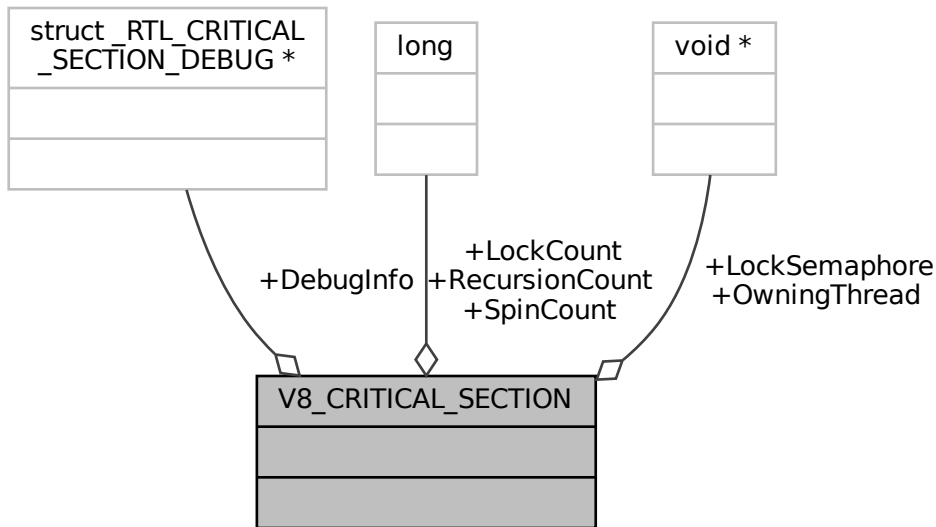 struct _RTL_CRITICAL
_SECTION_DEBUG *
long
void *
+DebugInfo
+LockCount
+RecursionCount
+SpinCount
+LockSemaphore
+OwningThread
V8_CRITICAL_SECTION